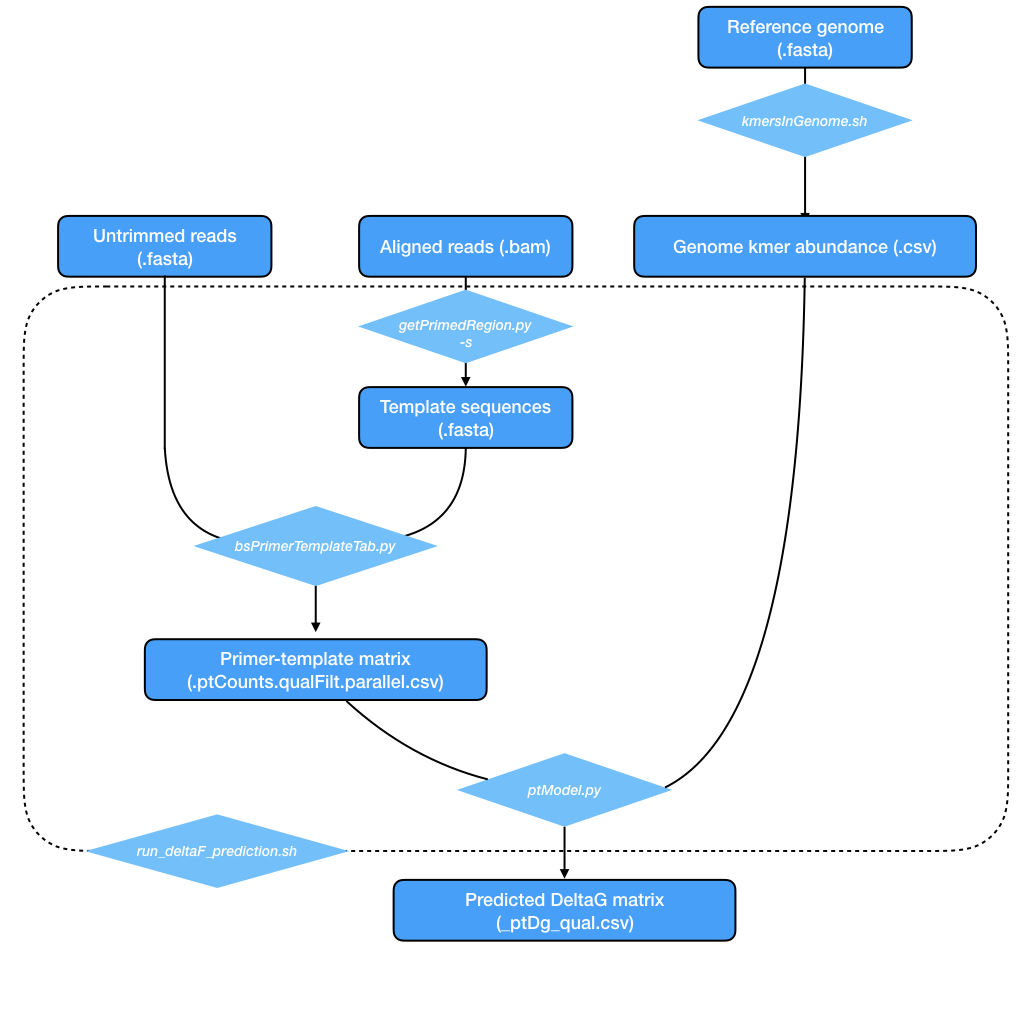 Reference genome
(.fasta)
kmersInGenome.sh
Untrimmed reads
(.fasta)
Aligned reads (.bam)
Genome kmer abundance (.csv)
getPrimedRegion.py
-s
Template sequences
(.fasta)
bsPrimerTemplateTab.py
Primer-template matrix
(.ptCounts.qualFilt.parallel.csv)
ptModel.py
run_deltaF_prediction.sh
Predicted DeltaG matrix
(_ptDg_qual.csv)